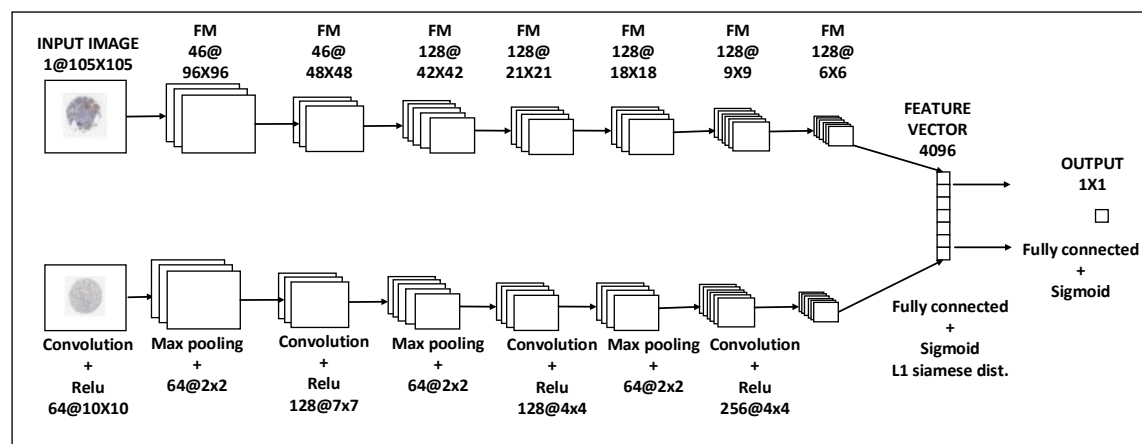 INPUT IMAGE
1@105X105
FM
46@
96X96
FM
46@
48X48
FM
128@
42X42
FM
128@
21X21
FM
128@
18X18
FM
128@
9X9
FM
128@
6X6
FEATURE
VECTOR
4096
OUTPUT
1X1
Fully connected
+
Sigmoid
Fully connected
+
Sigmoid
L1 siamese dist.
Convolution
+
Relu
64@10X10
Max pooling
+
64@2x2
Convolution
+
Relu
128@7x7
Max pooling
+
64@2x2
Convolution
+
Relu
128@4x4
Max pooling
+
64@2x2
Convolution
+
Relu
256@4x4